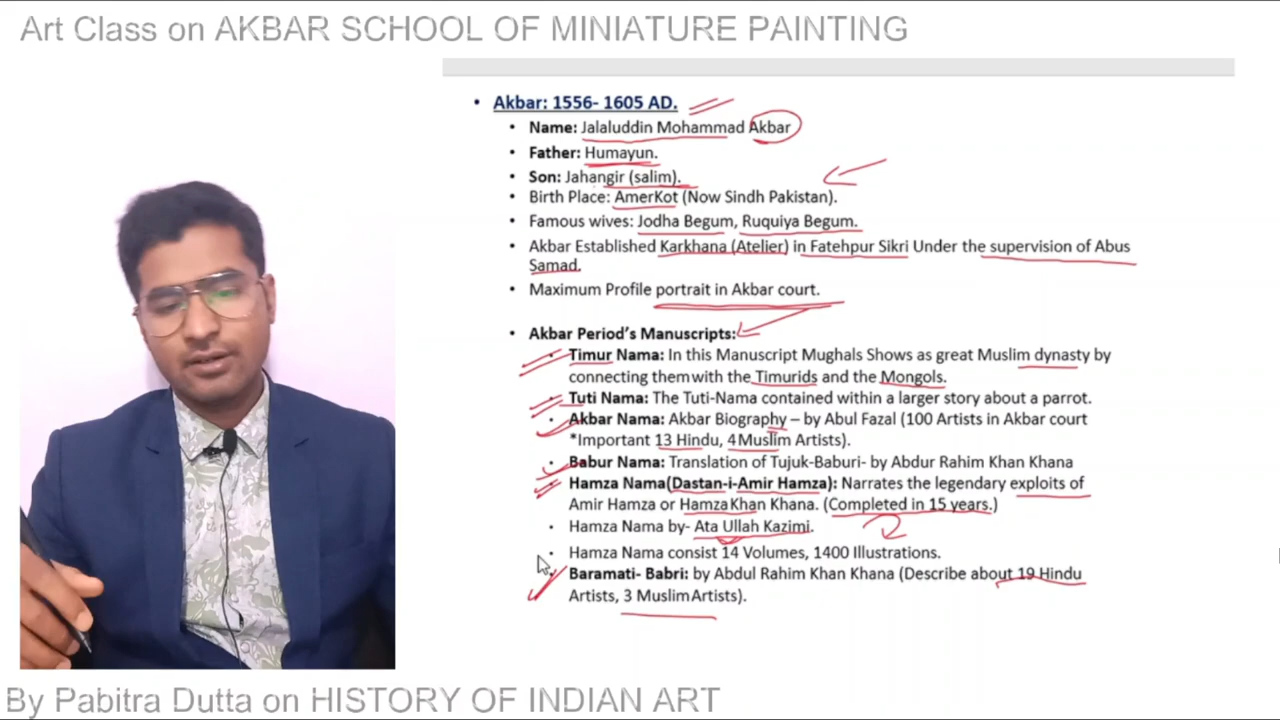 Art Class on AKBAR SCHOOL OF MINIATURE PAINTING
• Akbar: 1556- 1605 AD.
• Name: Jalaluddin Mohammad Akbar
• Father: Humayun.
• Son: Jahangir (salim).
• Birth Place: AmerKot (Now Sindh Pakistan).
• Famous wives: Jodha Begum, Ruquiya Begum.
• Akbar Established Karkhana (Atelier) in Fatehpur Sikri Under the supervision of Abus
Samad.
• Maximum Profile portrait in Akbar court.
• Akbar Period's Manuscripts:
• Timur Nama: In this Manuscript Mughals Shows as great Muslim dynasty by
connecting them with the Timurids and the Mongols.
• Tuti Nama: The Tuti-Nama contained within a larger story about a parrot.
• Akbar Nama: Akbar Biography – by Abul Fazal (100 Artists in Akbar court
*Important 13 Hindu, 4 Muslim Artists).
• Babur Nama: Translation of Tujuk-Baburi- by Abdur Rahim Khan Khana
• Hamza Nama(Dastan-i-Amir Hamza): Narrates the legendary exploits of
Amir Hamza or Hamza Khan Khana. (Completed in 15 years.)
• Hamza Nama by- Ata Ullah Kazimi.
• Hamza Nama consist 14 Volumes, 1400 Illustrations.
• Baramati- Babri: by Abdul Rahim Khan Khana (Describe about 19 Hindu
Artists, 3 Muslim Artists).
By Pabitra Dutta on HISTORY OF INDIAN ART